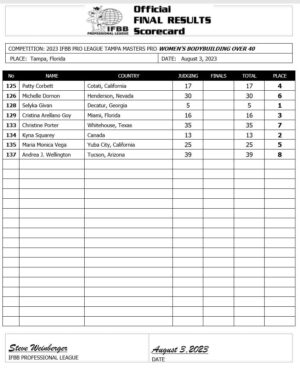 Official
FINAL RESULTS
IFBB Scorecard
COMPETITION: 2023 IFBB PRO LEAGUE TAMPA MASTERS PRO WOMEN'S BODYBUILDING OVER 40
PLACE: Tampa, Florida DATE: August 3, 2023
No NAME COUNTRY JUDGING FINALS TOTAL PLACE
125 Patty Corbett Cotati, California 17 17 4
126 Michelle Dornon Henderson, Nevada 30 30 6
128 Selyka Givan Decatur, Georgia 5 5 1
129 Cristina Arellano Goy Miami, Florida 16 16 3
133 Christine Porter Whitehouse, Texas 35 35 7
134 Kyna Squarey Canada 13 13 2
135 Maria Monica Vega Yuba City, California 25 25 5
137 Andrea J. Wellington Tucson, Arizona 39 39 8
Steve Weinberger August 3, 2023
IFBB PROFESSIONAL LEAGUE DATE